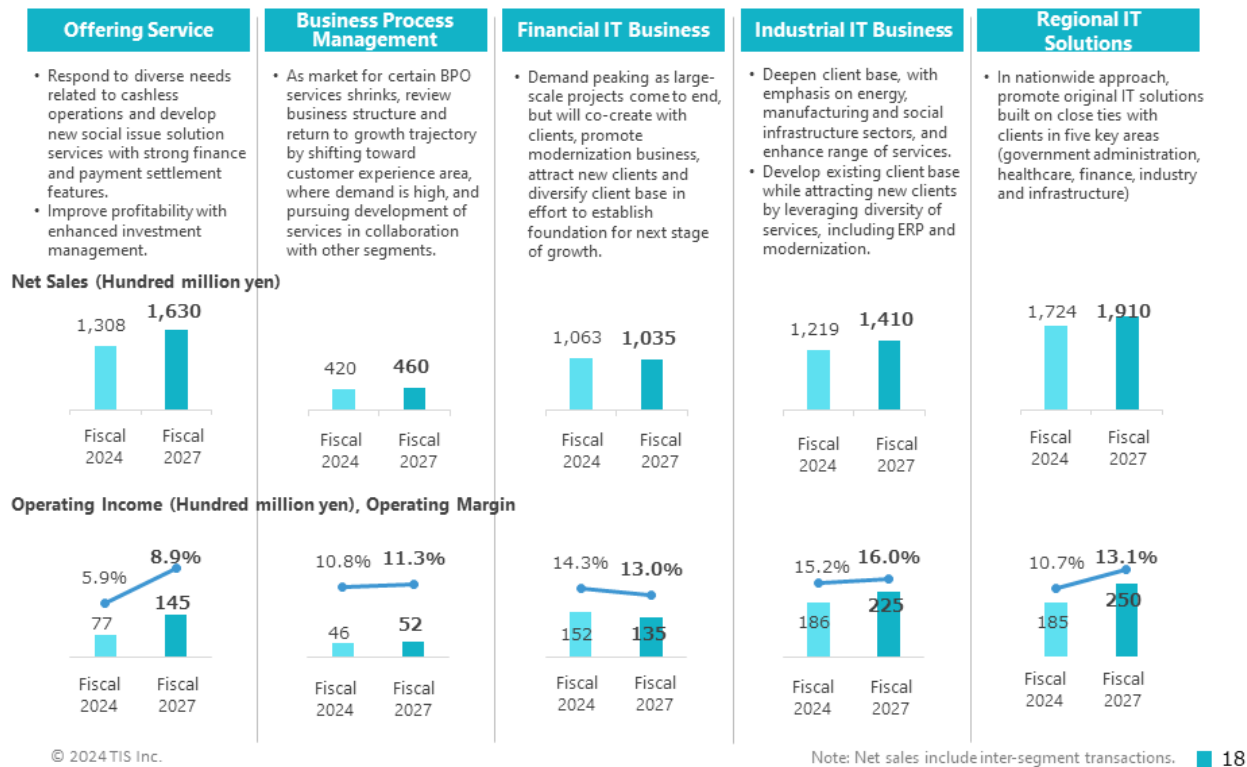 Offering Service
• Respond to diverse needs
related to cashless
operations and develop
new social issue solution
services with strong finance
and payment settlement
features.
• Improve profitability with
enhanced investment
management.
Business Process
Management
• As market for certain BPO
services shrinks, review
business structure and
return to growth trajectory
by shifting toward
customer experience area,
where demand is high, and
pursuing development of
services in collaboration
with other segments.
Financial IT Business
• Demand peaking as large-
scale projects come to end,
but will co-create with
clients, promote
modernization business,
attract new clients and
diversify client base in
effort to establish
foundation for next stage
of growth.
Industrial IT Business
• Deepen client base, with
emphasis on energy,
manufacturing and social
infrastructure sectors, and
enhance range of services.
• Develop existing client base
while attracting new clients
by leveraging diversity of
services, including ERP and
modernization.
Regional IT
Solutions
• In nationwide approach,
promote original IT solutions
built on close ties with
clients in five key areas
(government administration,
healthcare, finance, industry
and infrastructure)
Net Sales (Hundred million yen)
1,308 1,630
Fiscal Fiscal
2024 2027
420 460
Fiscal Fiscal
2024 2027
1,063 1,035
Fiscal Fiscal
2024 2027
1,219 1,410
Fiscal Fiscal
2024 2027
1,724 1,910
Fiscal Fiscal
2024 2027
Operating Income (Hundred million yen), Operating Margin
5.9% 8.9%
77 145
Fiscal Fiscal
2024 2027
10.8% 11.3%
46 52
Fiscal Fiscal
2024 2027
14.3% 13.0%
152 135
Fiscal Fiscal
2024 2027
15.2% 16.0%
186 225
Fiscal Fiscal
2024 2027
10.7% 13.1%
185 250
Fiscal Fiscal
2024 2027
© 2024 TIS Inc.
Note: Net sales include inter-segment transactions.
18